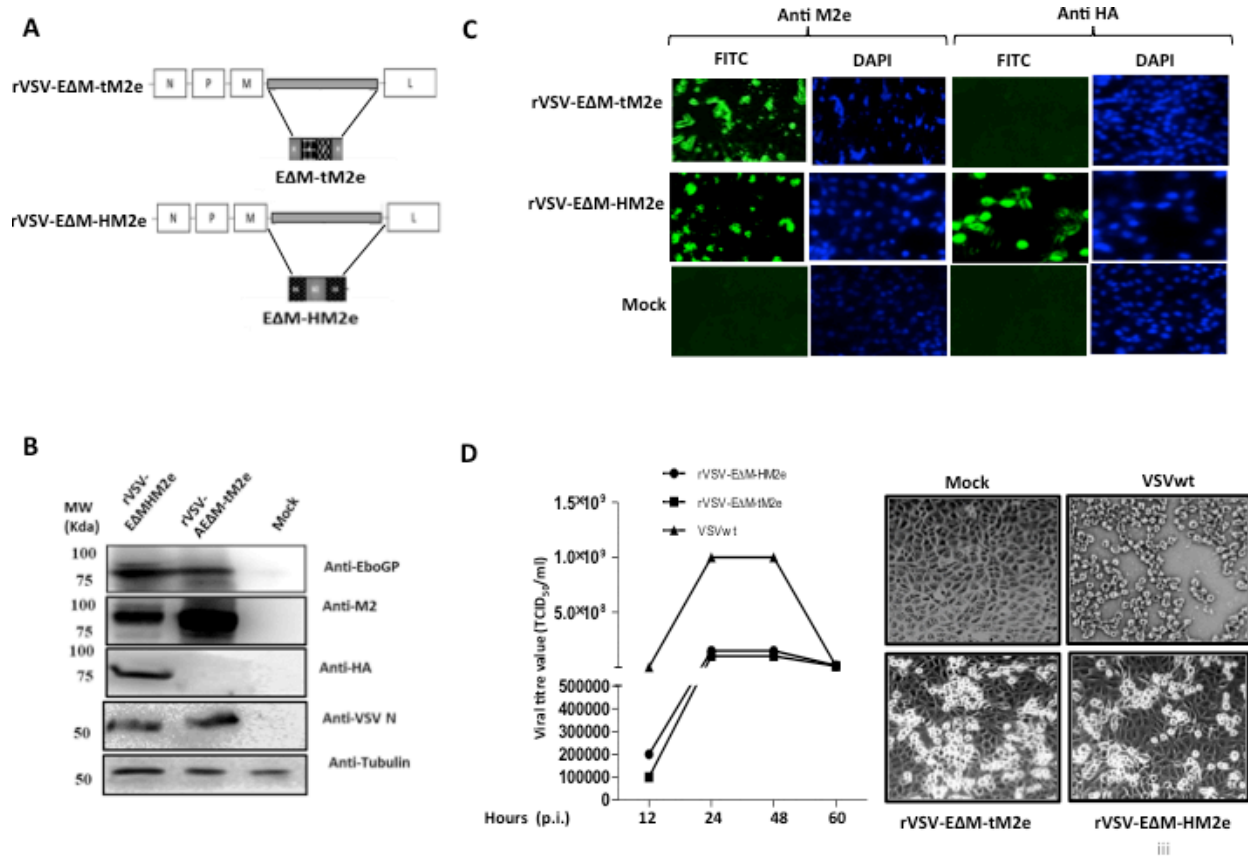 A
rVSV-EΔM-tM2e
N P M L
EΔM-tM2e
rVSV-EΔM-HM2e
N P M L
EΔM-HM2e
C
Anti M2e
Anti HA
FITC DAPI FITC DAPI
rVSV-EΔM-tM2e
rVSV-EΔM-HM2e
Mock
B
MW
(Kda)
rVSV-
EΔMHM2e
rVSV-
AEΔM-tM2e
Mock
100
75
Anti-EboGP
100
75
Anti-M2
100
75
Anti-HA
50
Anti-VSV N
50
Anti-Tubulin
D
rVSV-EΔM-HM2e
rVSV-EΔM-tM2e
VSVwt
Viral titre value (TCID50/ml)
1.5×10⁹
1.0×10⁹
5.0×10⁸
500000
400000
300000
200000
100000
0
Hours (p.i.) 12 24 48 60
Mock VSVwt
rVSV-EΔM-tM2e rVSV-EΔM-HM2e
iii